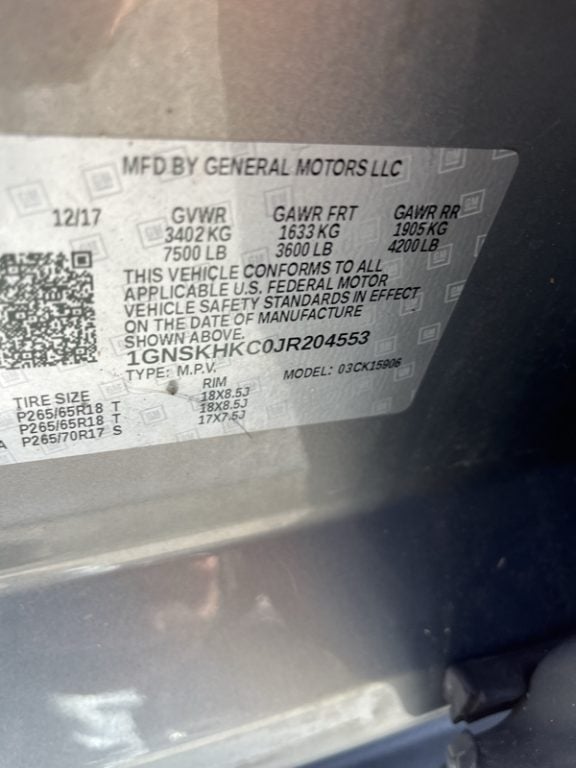 MFD BY GENERAL MOTORS LLC
12/17 GVWR GAWR FRT GAWR RR
3402 KG 1633 KG 1905 KG
7500 LB 3600 LB 4200 LB
THIS VEHICLE CONFORMS TO ALL
APPLICABLE U.S. FEDERAL MOTOR
VEHICLE SAFETY STANDARDS IN EFFECT
ON THE DATE OF MANUFACTURE
SHOWN ABOVE.
1GNSKHKC0JR204553
TYPE: M.P.V. MODEL: 03CK15906
TIRE SIZE RIM
P265/65R18 T 18X8.5J
P265/65R18 T 18X8.5J
A P265/70R17 S 17X7.5J